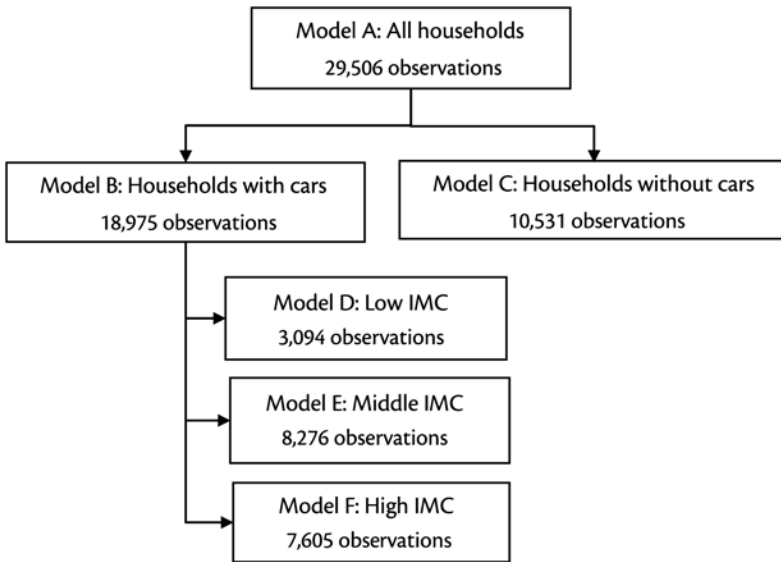 Model A: All households
29,506 observations
Model B: Households with cars
18,975 observations
Model C: Households without cars
10,531 observations
Model D: Low IMC
3,094 observations
Model E: Middle IMC
8,276 observations
Model F: High IMC
7,605 observations